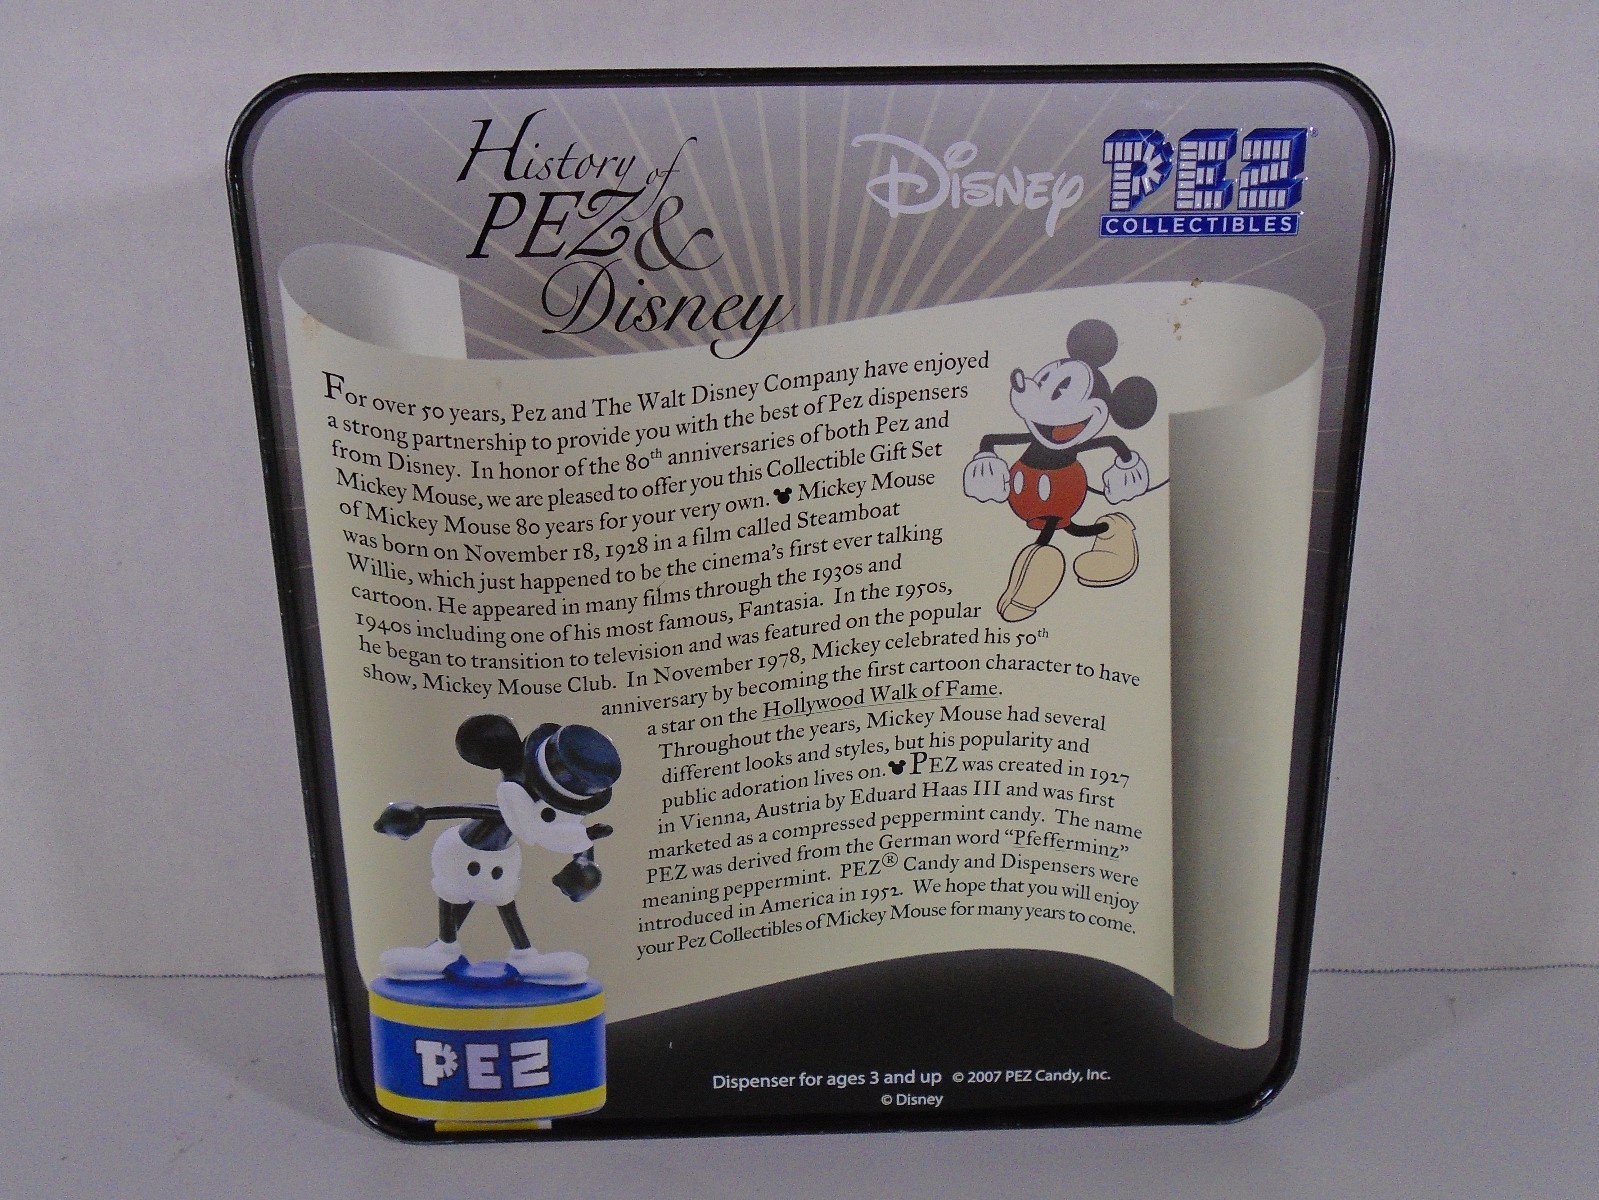 History of
PEZ &
Disney
Disney
PEZ®
COLLECTIBLES
For over 50 years, Pez and The Walt Disney Company have enjoyed
a strong partnership to provide you with the best of Pez dispensers
from Disney. In honor of the 80th anniversaries of both Pez and
Mickey Mouse, we are pleased to offer you this Collectible Gift Set
of Mickey Mouse 80 years for your very own. Mickey Mouse
was born on November 18, 1928 in a film called Steamboat
Willie, which just happened to be the cinema's first ever talking
cartoon. He appeared in many films through the 1930s and
1940s including one of his most famous, Fantasia. In the 1950s,
he began to transition to television and was featured on the popular
show, Mickey Mouse Club. In November 1978, Mickey celebrated his 50th
anniversary by becoming the first cartoon character to have
a star on the Hollywood Walk of Fame.
Throughout the years, Mickey Mouse had several
different looks and styles, but his popularity and
public adoration lives on. PEZ was created in 1927
in Vienna, Austria by Eduard Haas III and was first
marketed as a compressed peppermint candy. The name
PEZ was derived from the German word "Pfefferminz"
meaning peppermint. PEZ® Candy and Dispensers were
introduced in America in 1952. We hope that you will enjoy
your Pez Collectibles of Mickey Mouse for many years to come.
PEZ
Dispenser for ages 3 and up © 2007 PEZ Candy, Inc.
© Disney